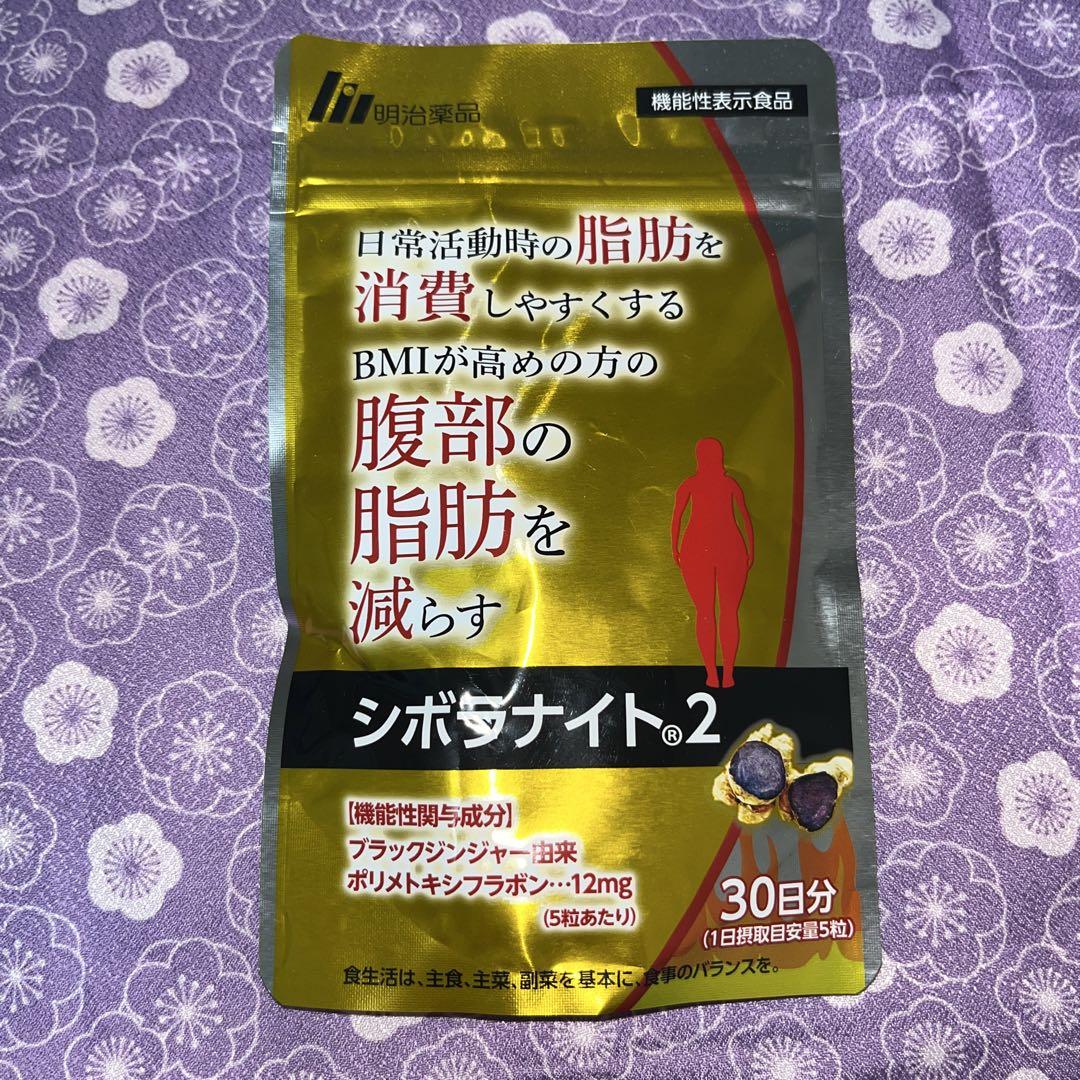 明治薬品
機能性表示食品
日常活動時の脂肪を
消費しやすくする
BMIが高めの方の
腹部の
脂肪を
減らす
シボラナイト®2
【機能性関与成分】
ブラックジンジャー由来
ポリメトキシフラボン…12mg
(5粒あたり)
30日分
(1日摂取目安量5粒)
食生活は、主食、主菜、副菜を基本に、食事のバランスを。